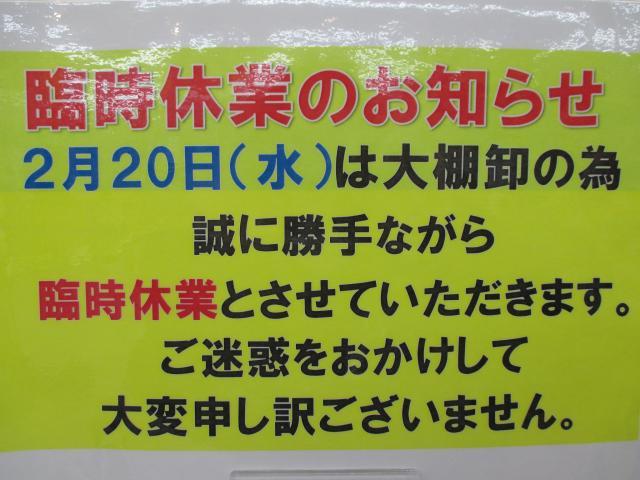 臨時休業のお知らせ
2月20日(水)は大棚卸の為
誠に勝手ながら
臨時休業とさせていただきます。
ご迷惑をおかけして
大変申し訳ございません。